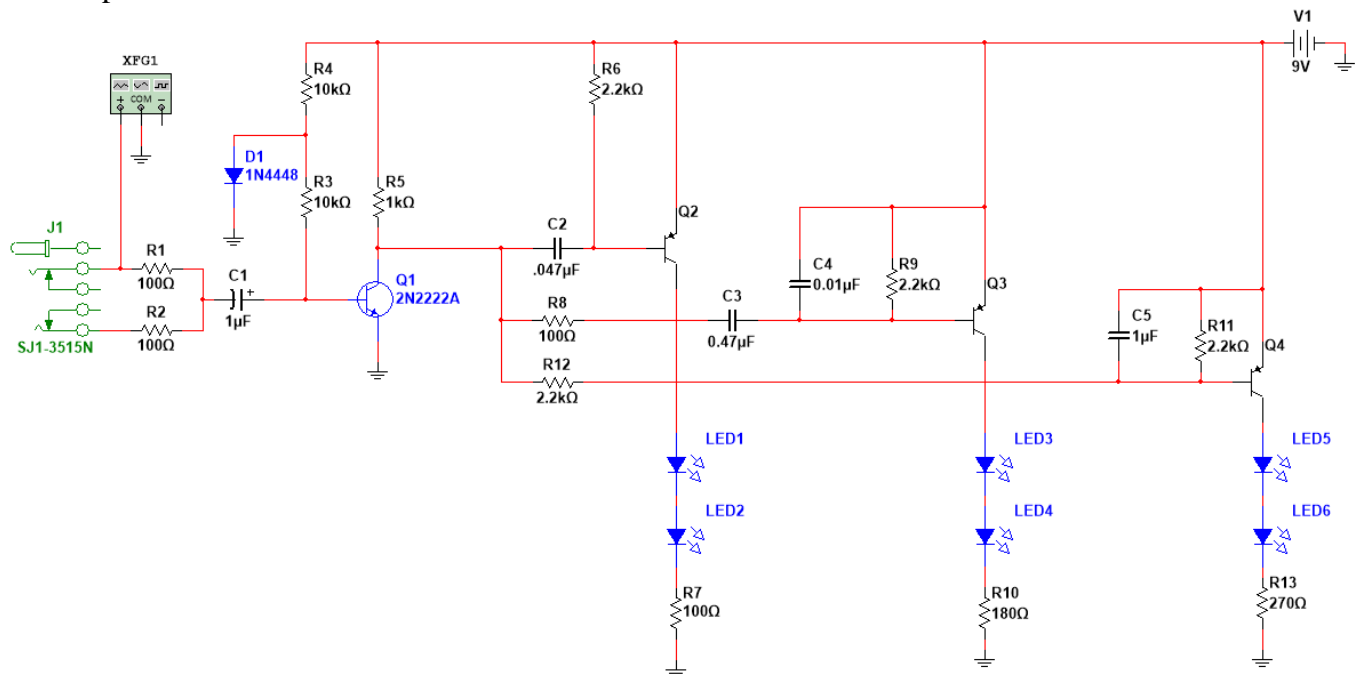 V1
9V
XFG1
+ COM −
R4
10kΩ
R6
2.2kΩ
D1
1N4448
R3
10kΩ
R5
1kΩ
Q2
J1
R1
100Ω
C1
+
1µF
R2
100Ω
SJ1-3515N
Q1
2N2222A
C2
.047µF
R8
100Ω
C3
0.47µF
C4
0.01µF
R9
2.2kΩ
Q3
R12
2.2kΩ
C5
1µF
R11
2.2kΩ
Q4
LED1
LED3
LED5
LED2
LED4
LED6
R7
100Ω
R10
180Ω
R13
270Ω